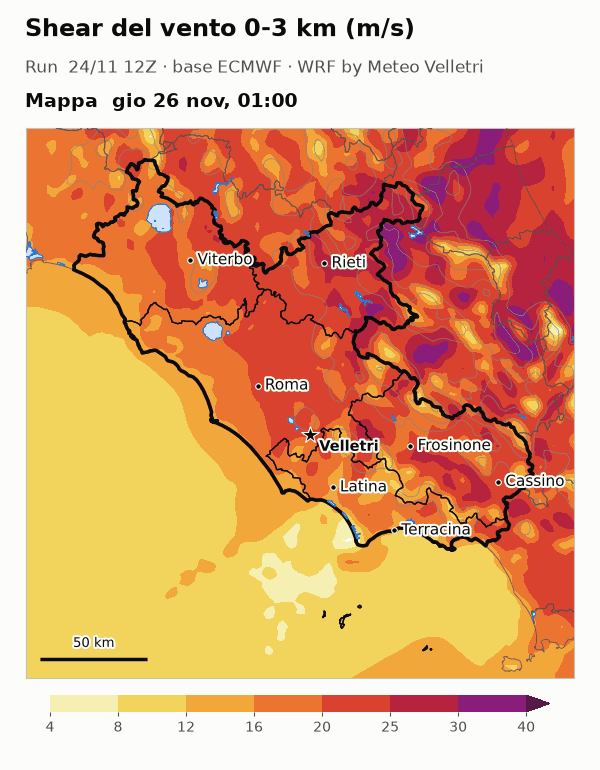 Shear del vento 0-3 km (m/s)
Run 24/11 12Z · base ECMWF · WRF by Meteo Velletri
Mappa gio 26 nov, 01:00
Viterbo
Rieti
Roma
Velletri
Frosinone
Latina
Cassino
Terracina
50 km
4 8 12 16 20 25 30 40